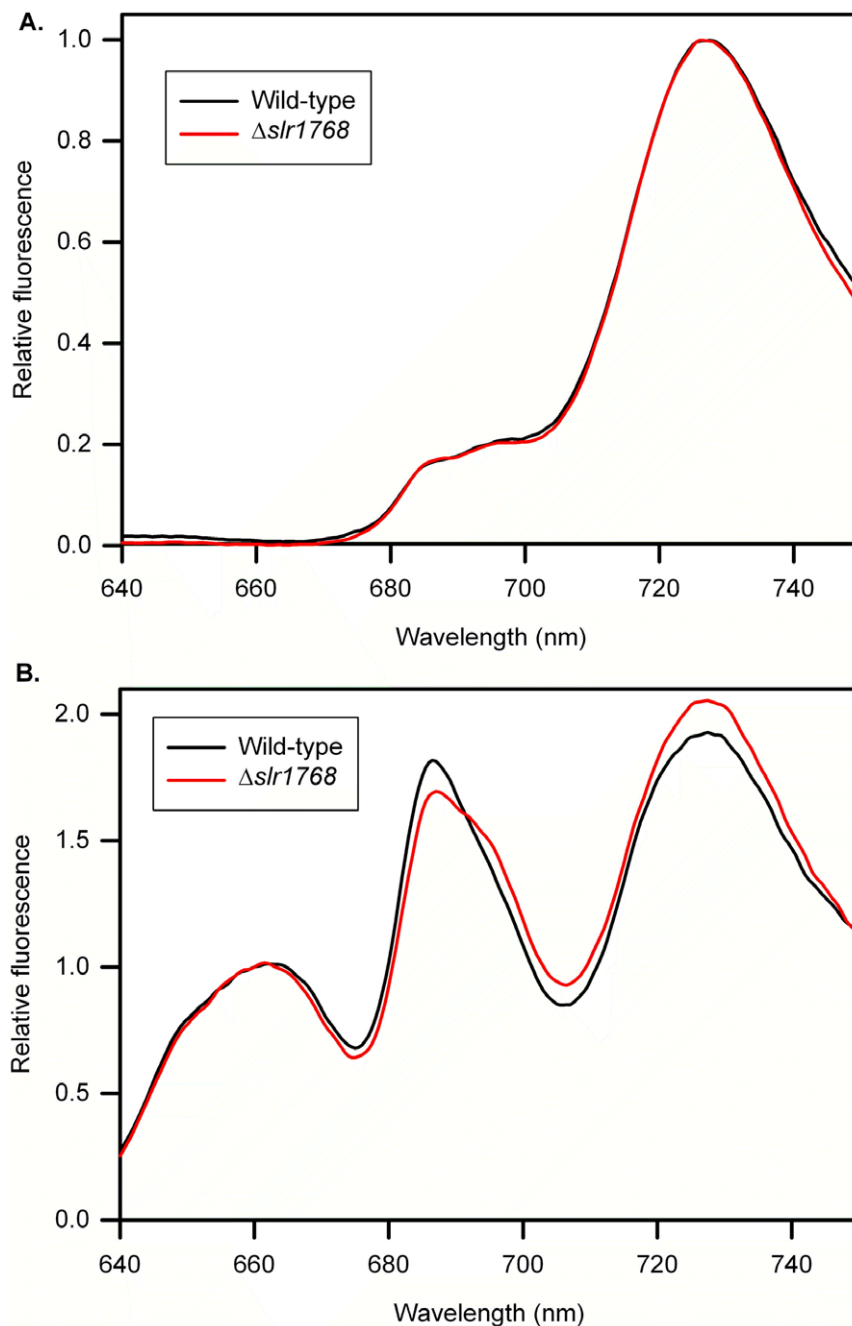 A.
1.0
0.8
0.6
0.4
0.2
0.0
Relative fluorescence
Wild-type
Δslr1768
640 660 680 700 720 740
Wavelength (nm)
B.
2.0
1.5
1.0
0.5
0.0
Relative fluorescence
Wild-type
Δslr1768
640 660 680 700 720 740
Wavelength (nm)